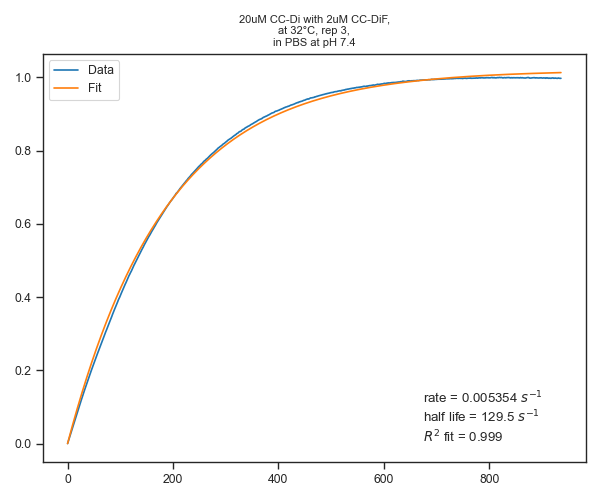 20uM CC-Di with 2uM CC-DiF,
at 32°C, rep 3,
in PBS at pH 7.4
Data
Fit
1.0
0.8
0.6
0.4
0.2
0.0
rate = 0.005354 s⁻¹
half life = 129.5 s⁻¹
R² fit = 0.999
0 200 400 600 800